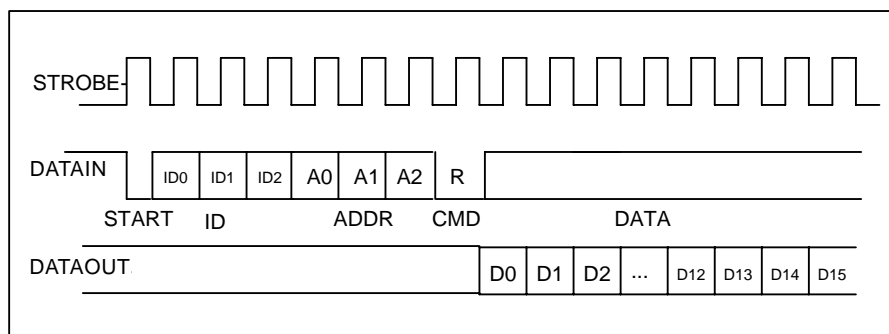 STROBE
DATAIN ID0 ID1 ID2 A0 A1 A2 R
START ID ADDR CMD DATA
DATAOUT D0 D1 D2 ... D12 D13 D14 D15